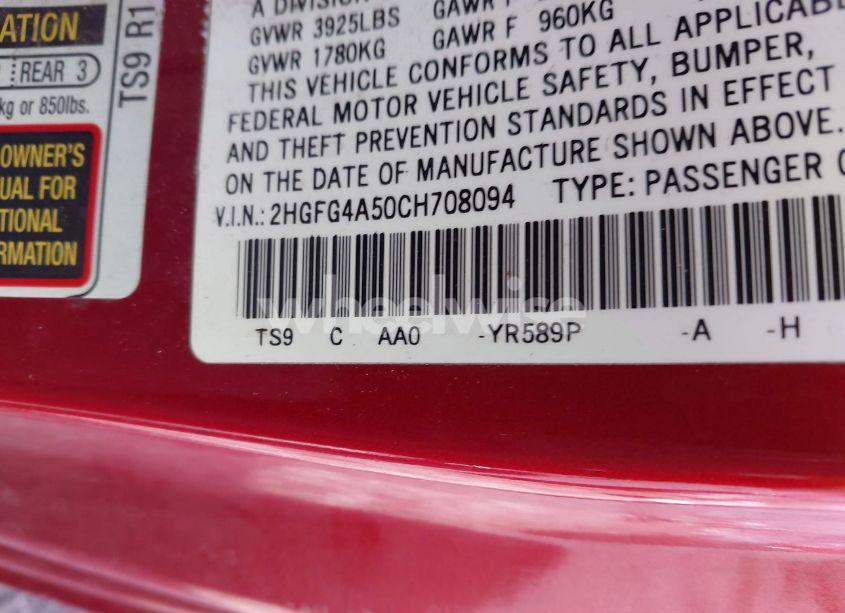 ATION
REAR 3
kg or 850lbs.
OWNER'S
UAL FOR
TIONAL
ORMATION
TS9 R1
A DIVISION
GVWR 3925LBS GAWR F
GVWR 1780KG GAWR F 960KG
THIS VEHICLE CONFORMS TO ALL APPLICABLE
FEDERAL MOTOR VEHICLE SAFETY, BUMPER,
AND THEFT PREVENTION STANDARDS IN EFFECT
ON THE DATE OF MANUFACTURE SHOWN ABOVE.
V.I.N.: 2HGFG4A50CH708094 TYPE: PASSENGER C
wheelwise
TS9 C AA0 -YR589P -A -H